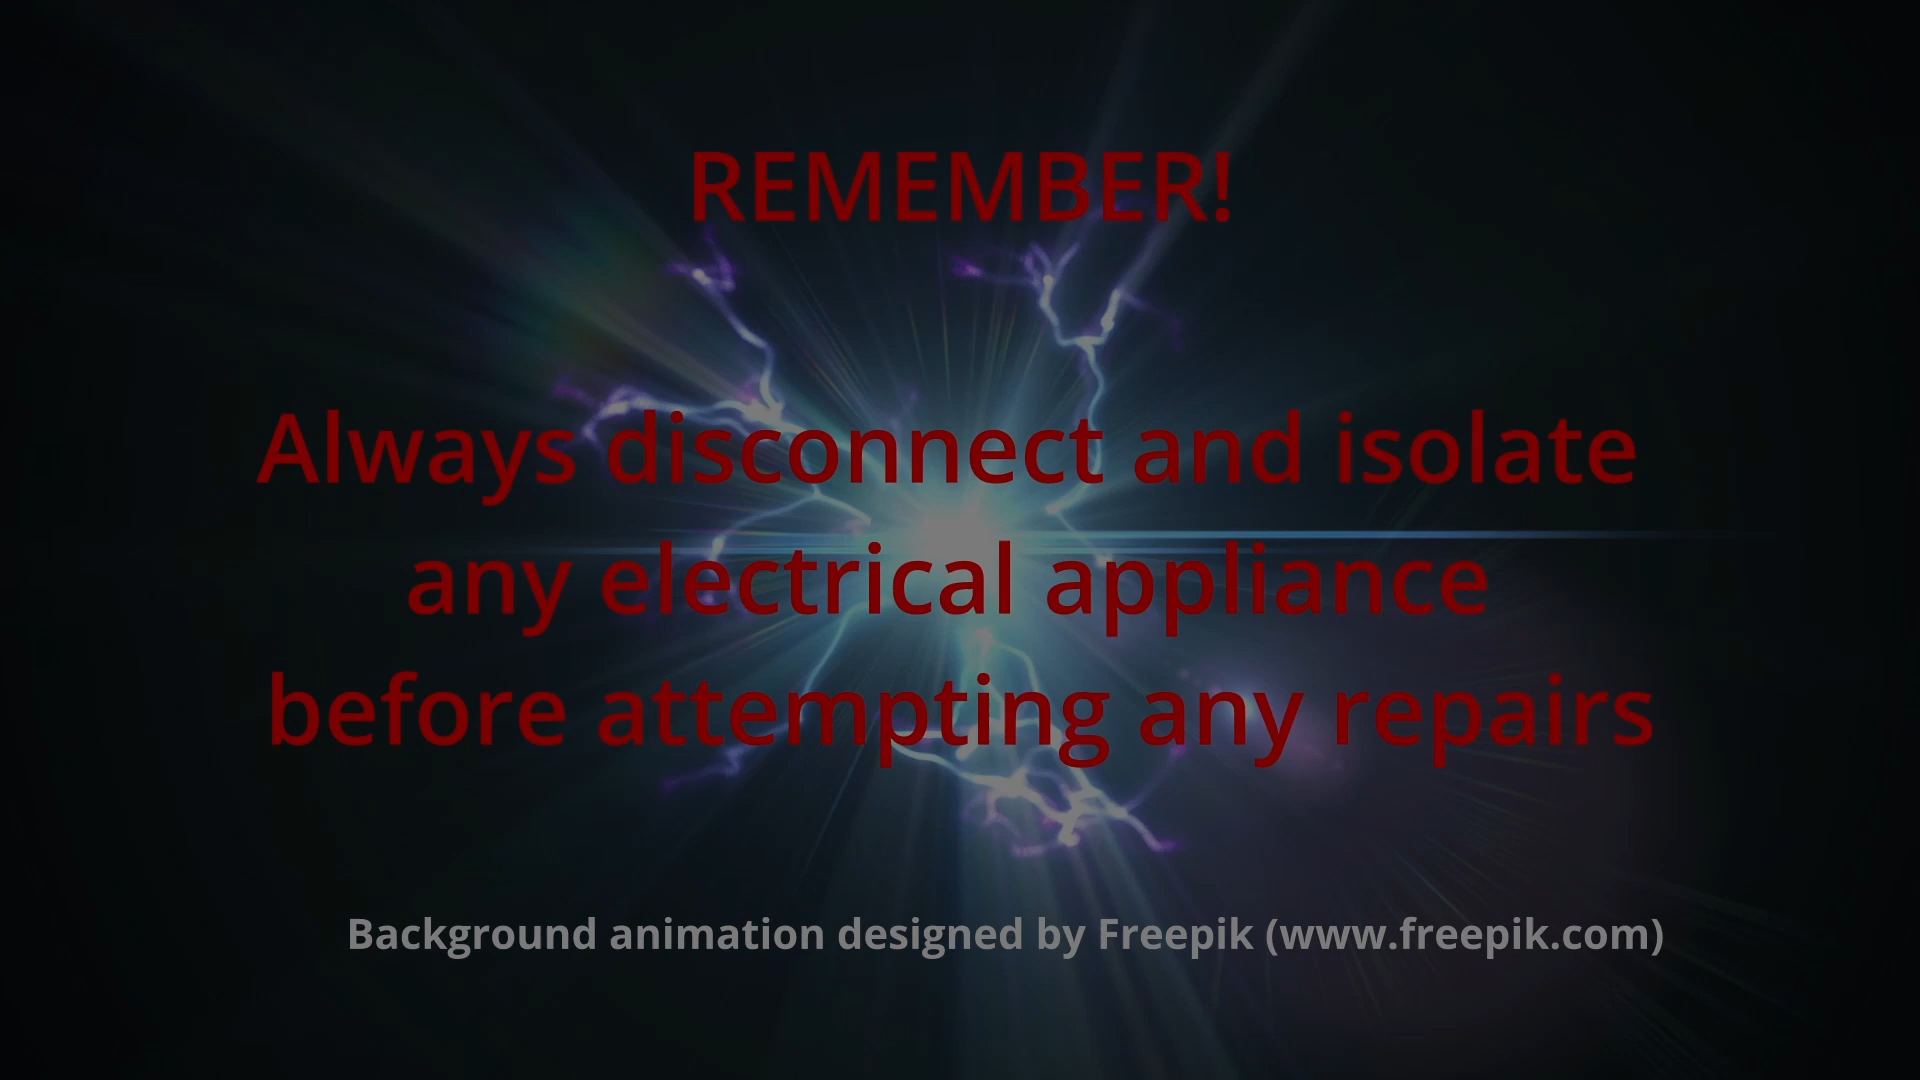 REMEMBER!
Always disconnect and isolate
any electrical appliance
before attempting any repairs
Background animation designed by Freepik (www.freepik.com)